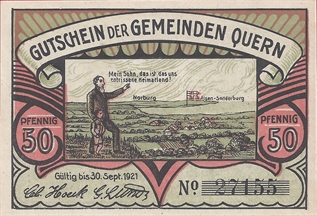 GUTSCHEIN DER GEMEINDEN QUERN
Mein Sohn, das ist das uns
entrissene Heimatland!
Norburg
Alsen-Sonderburg
PFENNIG
50
PFENNIG
50
Gültig bis 30. Sept. 1921
No 27155